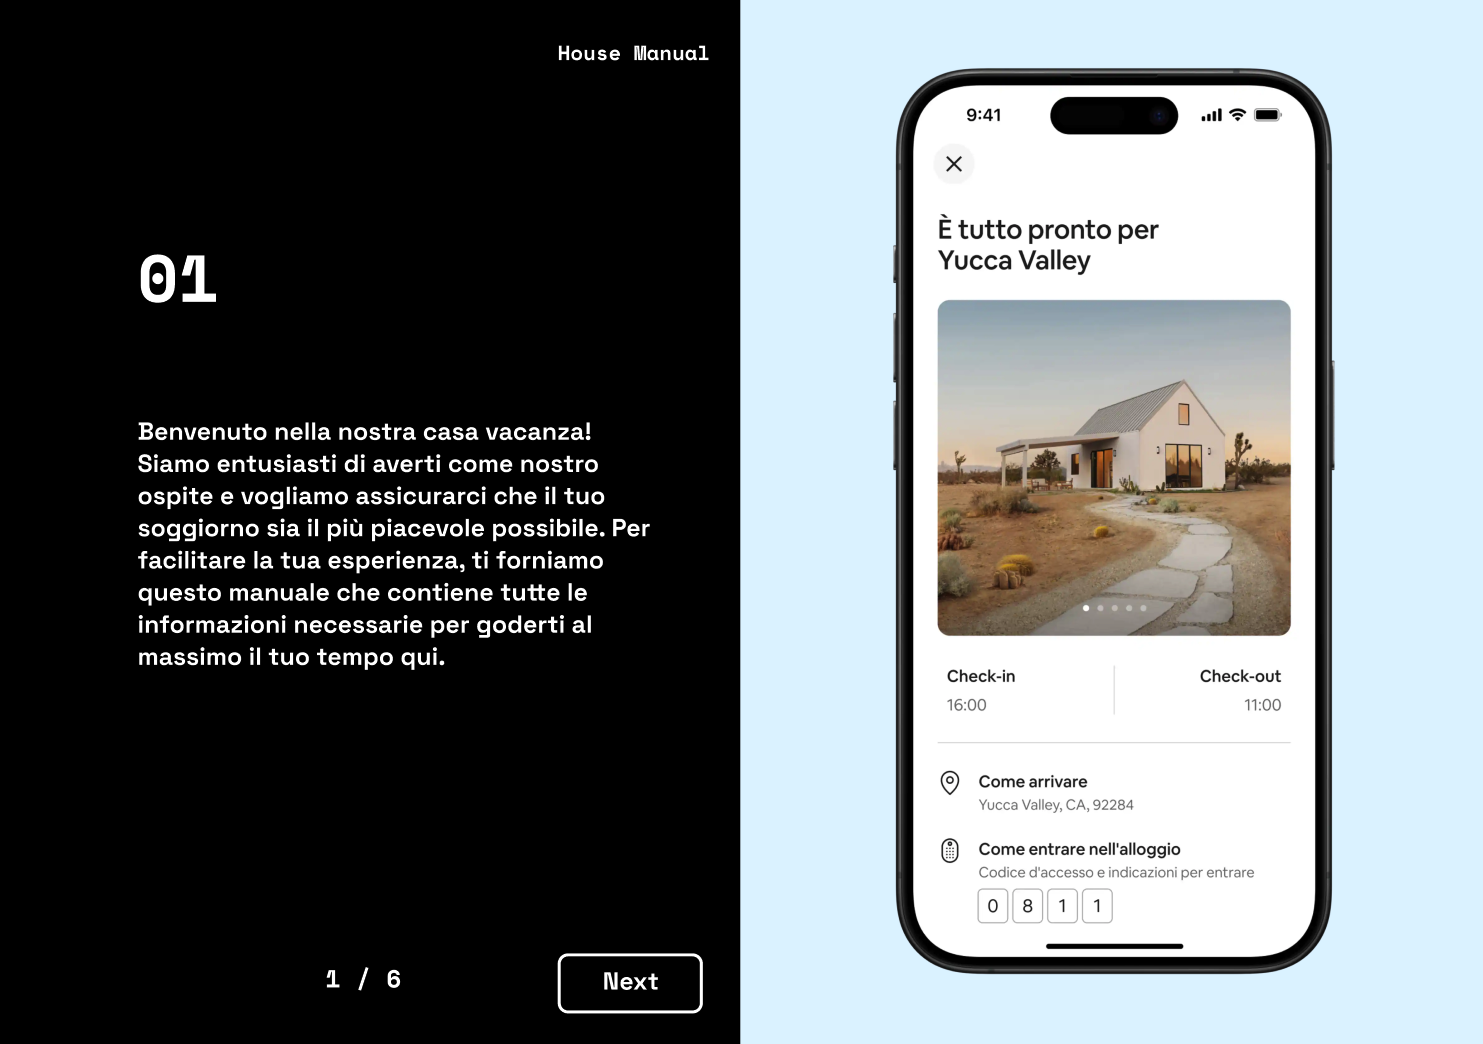 House Manual
01
Benvenuto nella nostra casa vacanza!
Siamo entusiasti di averti come nostro
ospite e vogliamo assicurarci che il tuo
soggiorno sia il più piacevole possibile. Per
facilitare la tua esperienza, ti forniamo
questo manuale che contiene tutte le
informazioni necessarie per goderti al
massimo il tuo tempo qui.
1 / 6
Next
9:41
È tutto pronto per
Yucca Valley
Check-in
Check-out
16:00
11:00
Come arrivare
Yucca Valley, CA, 92284
Come entrare nell'alloggio
Codice d'accesso e indicazioni per entrare
0 8 1 1